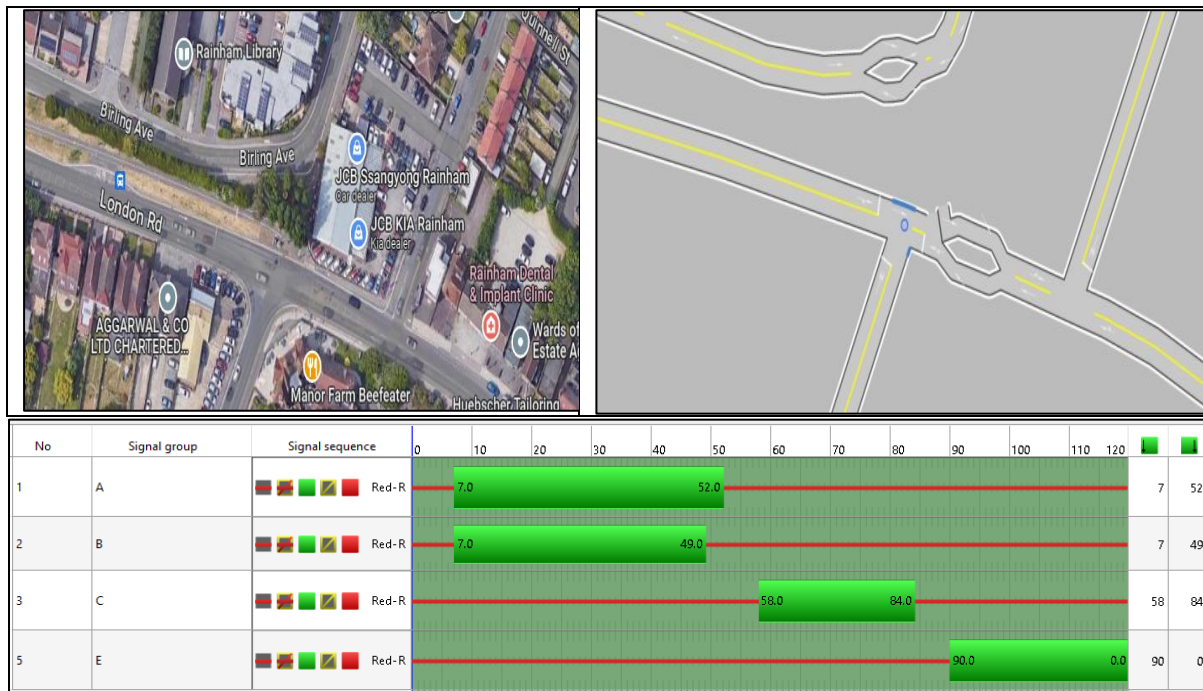 Quinnell St
Rainham Library
Birling Ave
Birling Ave
JCB Ssangyong Rainham
Car dealer
London Rd
JCB KIA Rainham
Kia dealer
Rainham Dental
& Implant Clinic
AGGARWAL & CO
LTD CHARTERED...
Wards of
Estate Ag
Manor Farm Beefeater
Huebscher Tailoring
No Signal group Signal sequence 0 10 20 30 40 50 60 70 80 90 100 110 120
1 A Red-R 7.0 52.0 7 52
2 B Red-R 7.0 49.0 7 49
3 C Red-R 58.0 84.0 58 84
5 E Red-R 90.0 0.0 90 0